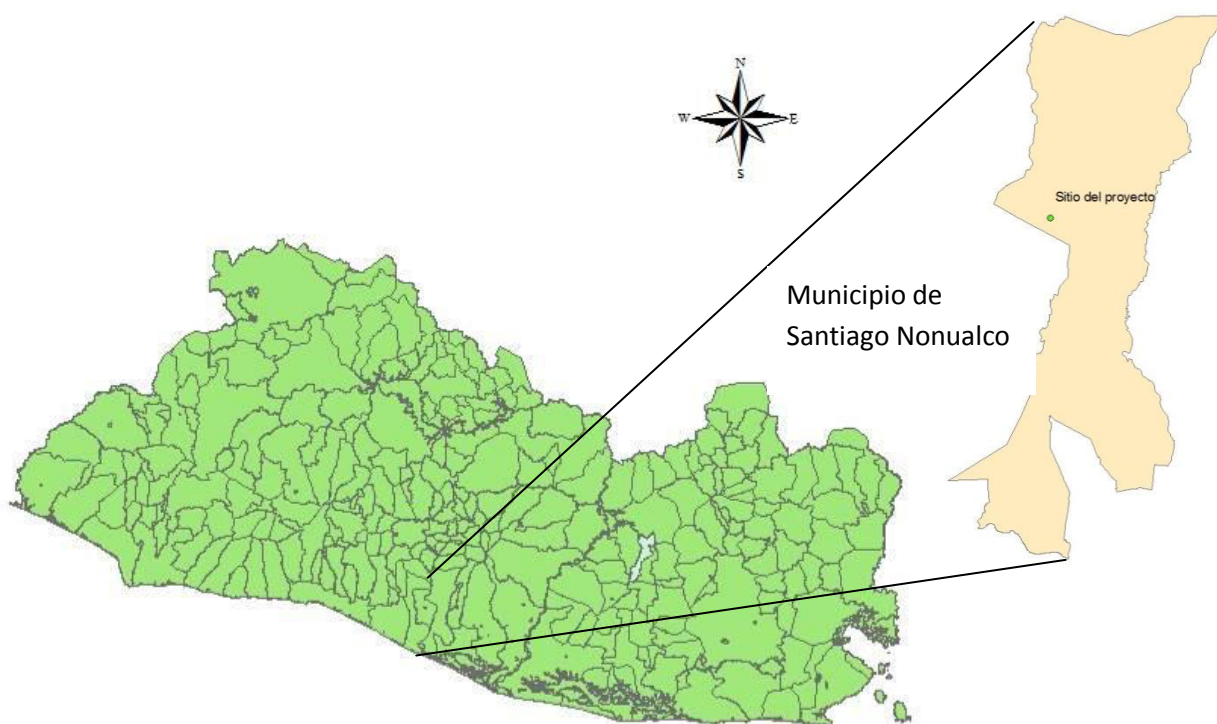 N
W E
S
Sitio del proyecto
Municipio de
Santiago Nonualco